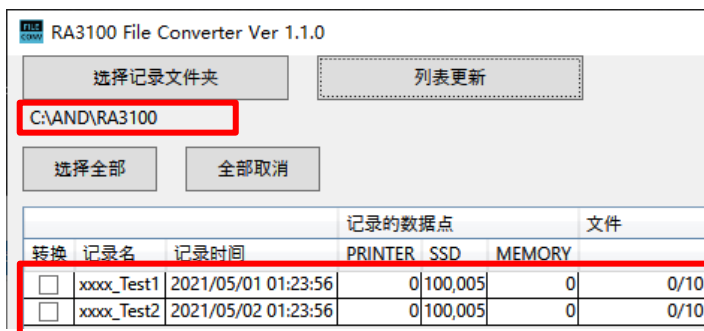 FILE
CONV
RA3100 File Converter Ver 1.1.0
选择记录文件夹 列表更新
C:\AND\RA3100
选择全部 全部取消
记录的数据点 文件
转换 记录名 记录时间 PRINTER SSD MEMORY
xxxx_Test1 2021/05/01 01:23:56 0 100,005 0 0/10
xxxx_Test2 2021/05/02 01:23:56 0 100,005 0 0/10